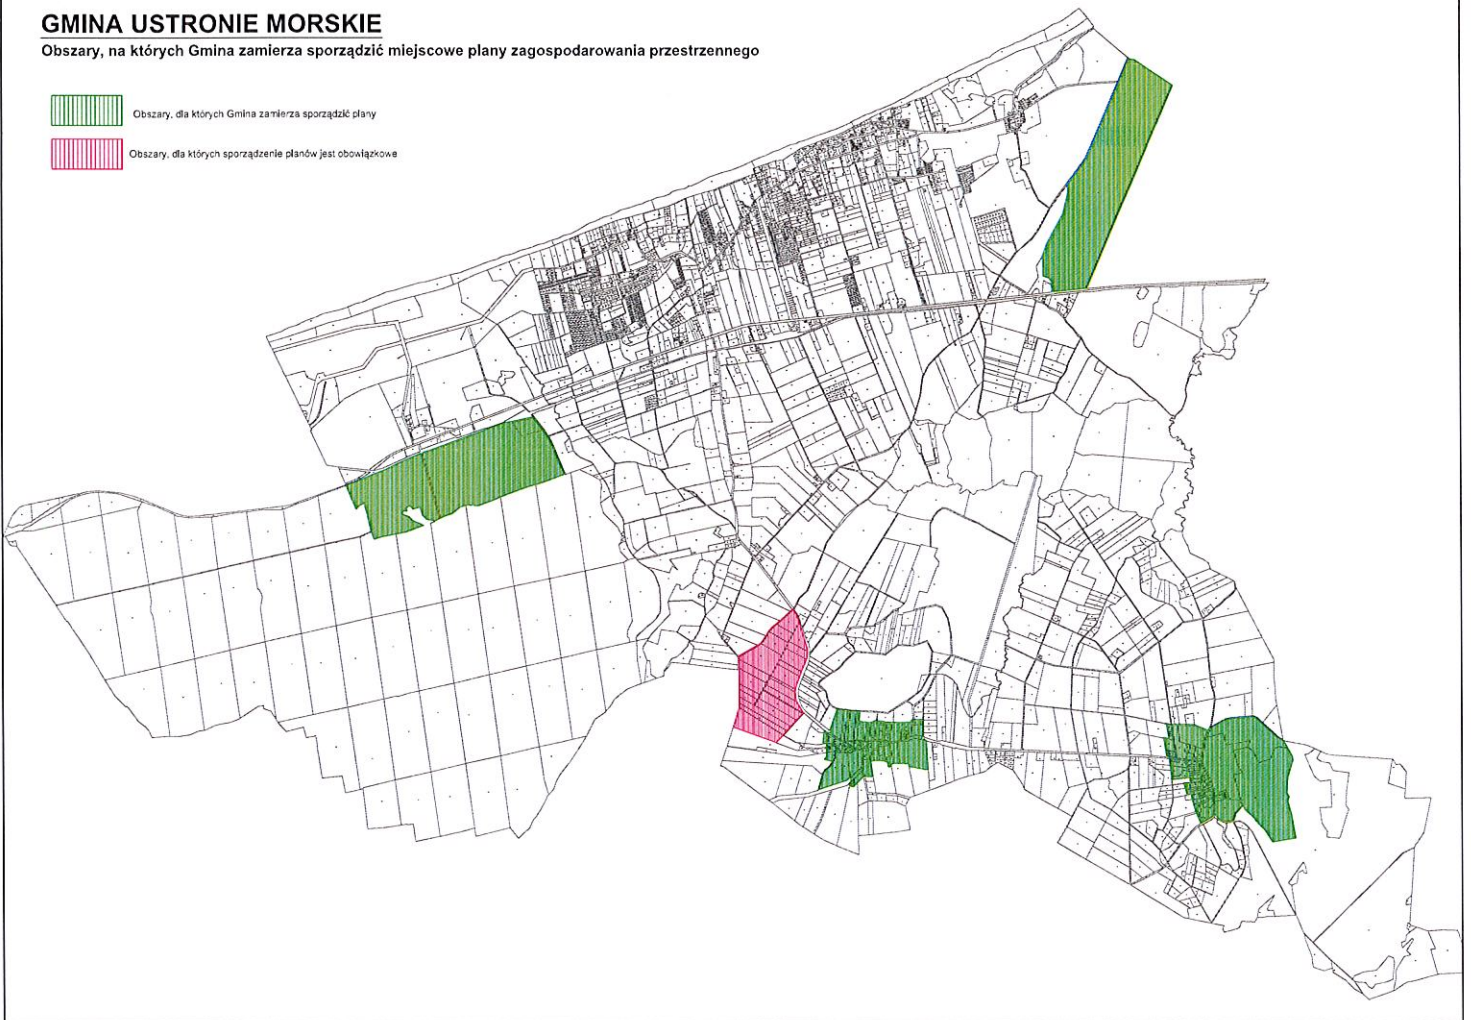 GMINA USTRONIE MORSKIE
Obszary, na których Gmina zamierza sporządzić miejscowe plany zagospodarowania przestrzennego
Obszary, dla których Gmina zamierza sporządzić plany
Obszary, dla których sporządzenie planów jest obowiązkowe